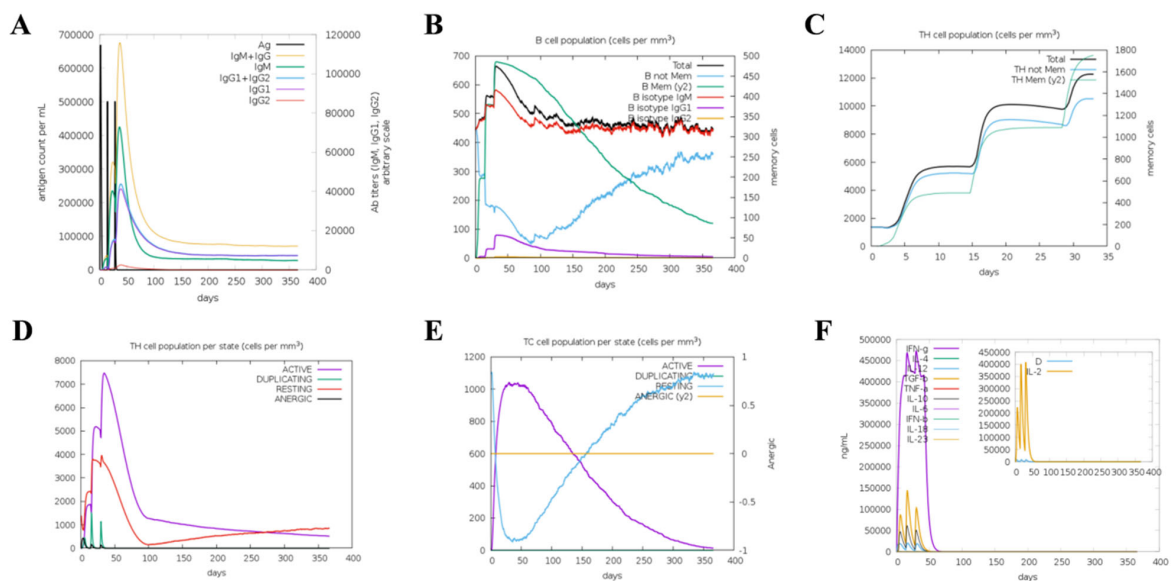 A
antigen count per mL
700000
600000
500000
400000
300000
200000
100000
0
Ag
IgM+IgG
IgM
IgG1+IgG2
IgG1
IgG2
120000
100000
80000
60000
40000
20000
0
Ab titers (IgM, IgG1, IgG2)
arbitrary scale
0 50 100 150 200 250 300 350 400
days
B
B cell population (cells per mm³)
700
600
500
400
300
200
100
0
Total
B not Mem
B Mem (y2)
B isotype IgM
B isotype IgG1
B isotype IgG2
500
450
400
350
300
250
200
150
100
50
0
memory cells
0 50 100 150 200 250 300 350 400
days
C
TH cell population (cells per mm³)
14000
12000
10000
8000
6000
4000
2000
0
Total
TH not Mem
TH Mem (y2)
1800
1600
1400
1200
1000
800
600
400
200
0
memory cells
0 5 10 15 20 25 30 35
days
D
TH cell population per state (cells per mm³)
8000
7000
6000
5000
4000
3000
2000
1000
0
ACTIVE
DUPLICATING
RESTING
ANERGIC
0 50 100 150 200 250 300 350 400
days
E
TC cell population per state (cells per mm³)
1200
1000
800
600
400
200
0
ACTIVE
DUPLICATING
RESTING
ANERGIC (y2)
1
0.5
0
-0.5
-1
Anergic
0 50 100 150 200 250 300 350 400
days
F
ng/mL
500000
450000
400000
350000
300000
250000
200000
150000
100000
50000
0
IFN-g
IL-4
IL-12
TGF-b
TNF-a
IL-10
IL-6
IFN-b
IL-18
IL-23
450000
400000
350000
300000
250000
200000
150000
100000
50000
0
D
IL-2
0 50 100 150 200 250 300 350 400
0 50 100 150 200 250 300 350 400
days